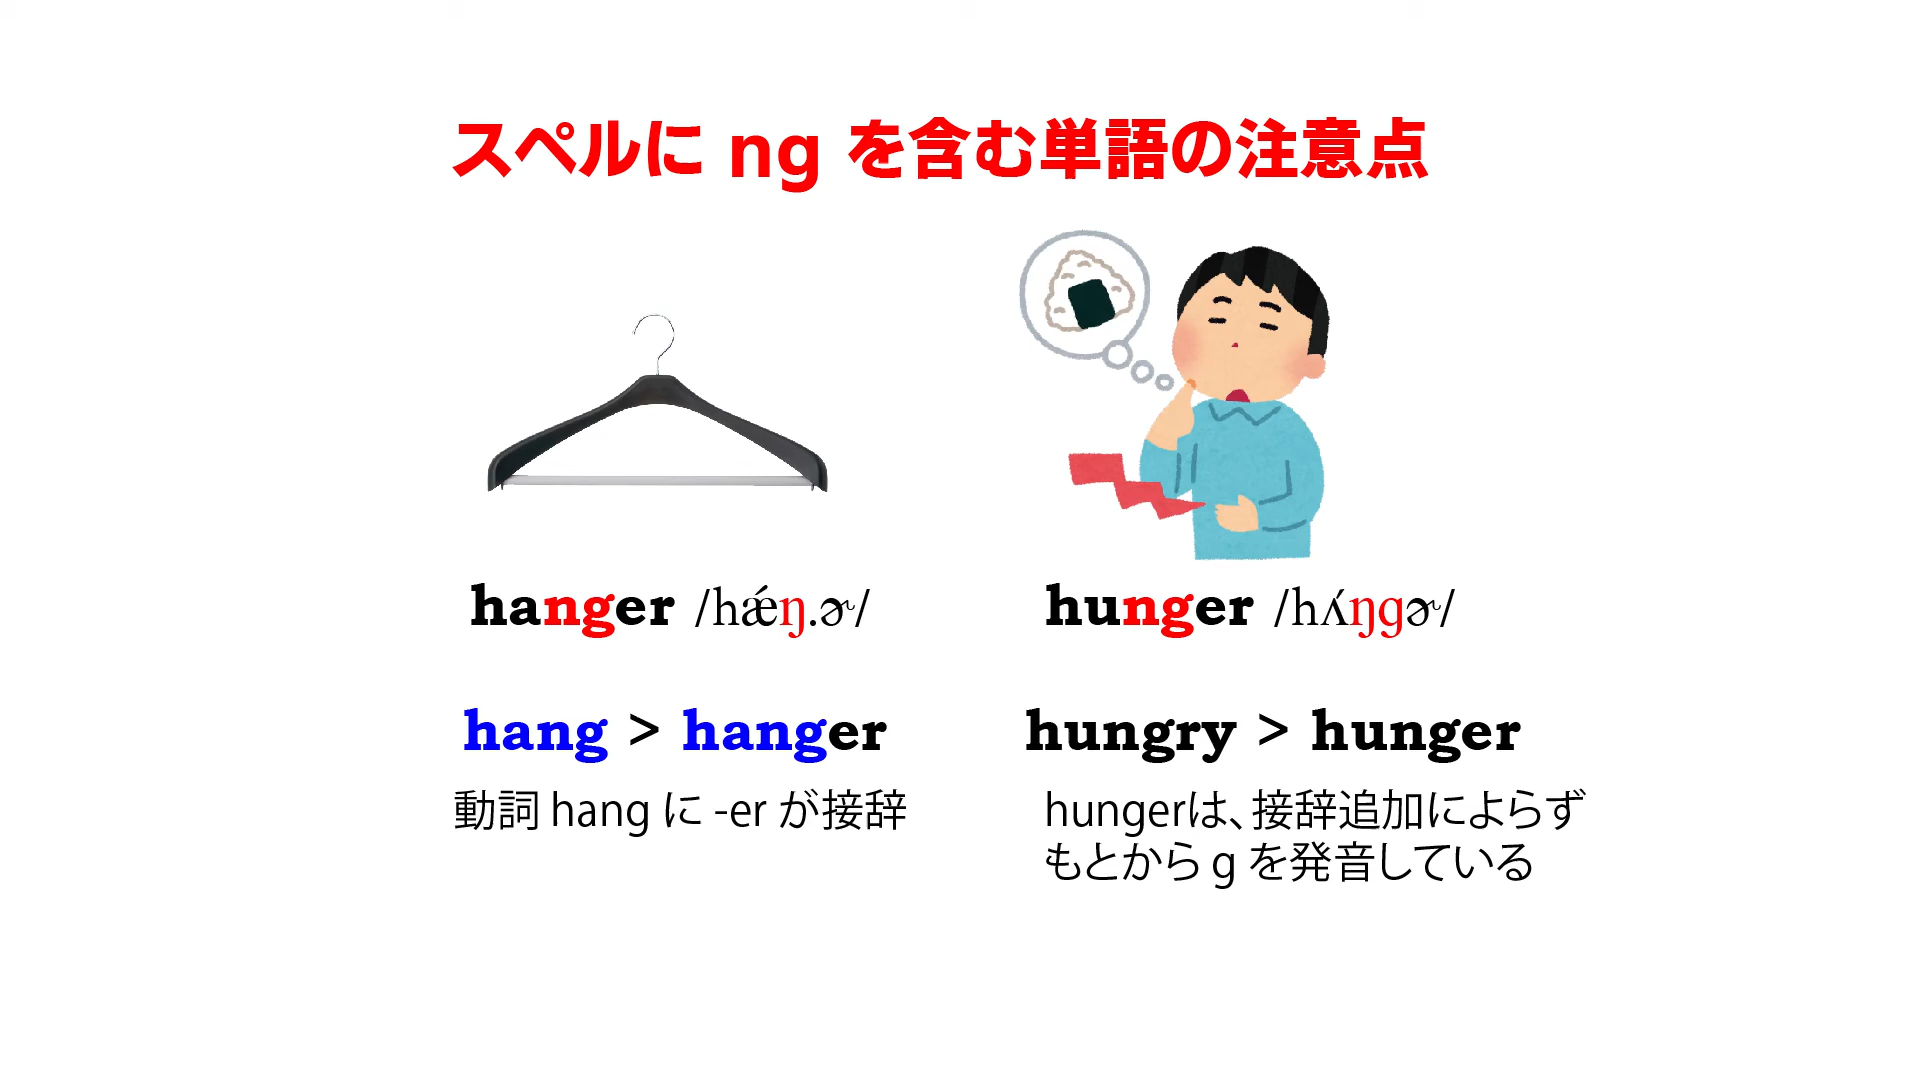 スペルに ng を含む単語の注意点
hanger /hǽŋ.ɚ/
hunger /hʌ́ŋgɚ/
hang > hanger
hungry > hunger
動詞 hang に -er が接辞
hungerは、接辞追加によらず
もとから g を発音している